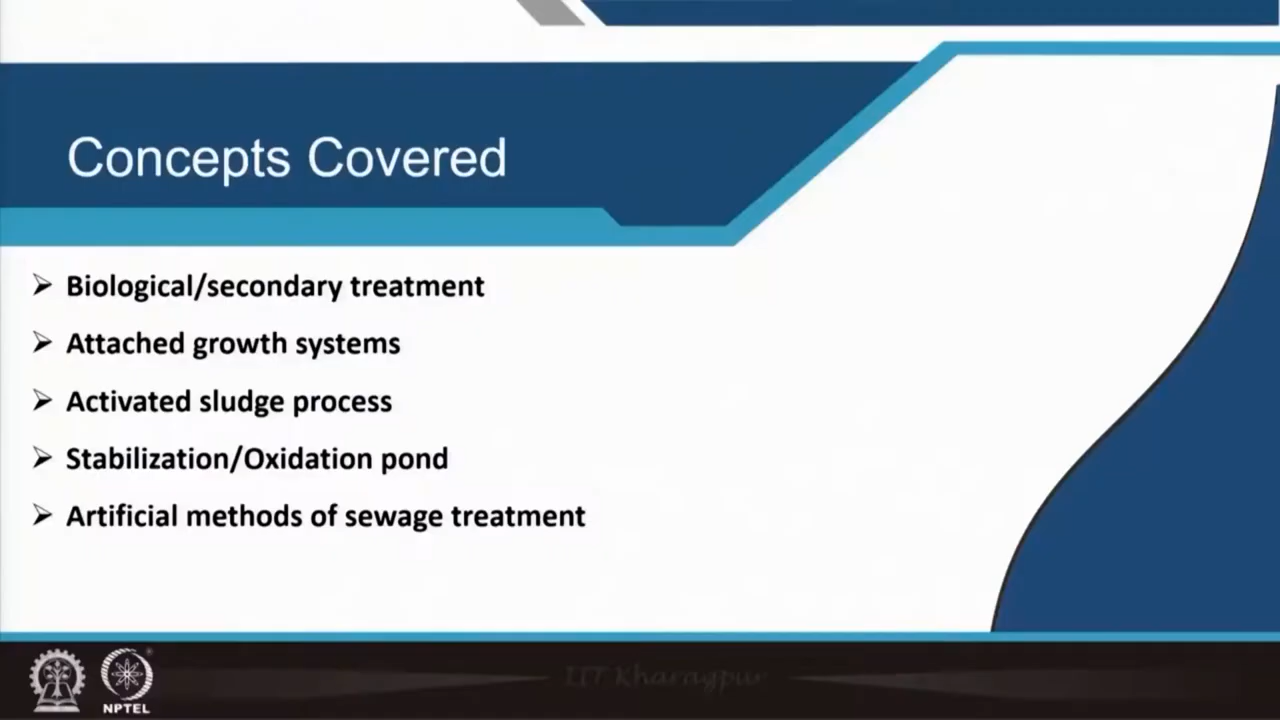 Concepts Covered
Biological/secondary treatment
Attached growth systems
Activated sludge process
Stabilization/Oxidation pond
Artificial methods of sewage treatment
IIT Kharagpur
NPTEL